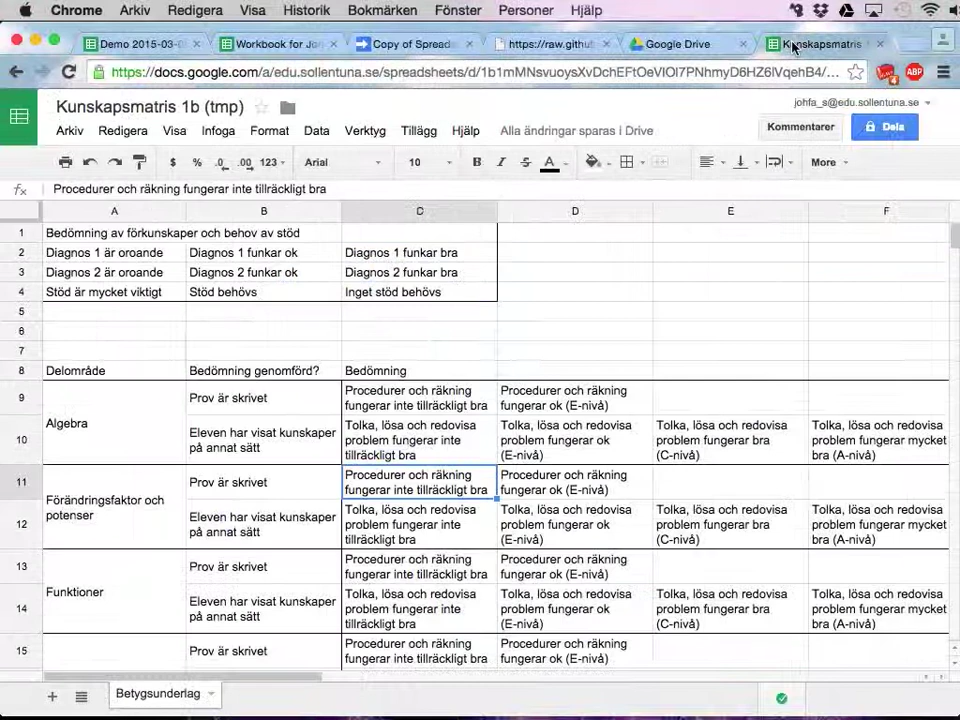 Chrome Arkiv Redigera Visa Historik Bokmärken Fönster Personer Hjälp
Demo 2015-03-0 Workbook for Jo Copy of Spread https://raw.githu Google Drive Kunskapsmatris
https://docs.google.com/a/edu.sollentuna.se/spreadsheets/d/1b1mMNsvuoysXvDchEFtOeVIOl7PNhmyD6HZ6lVqehB4/...
ABP
Kunskapsmatris 1b (tmp)
johfa_s@edu.sollentuna.se
Arkiv Redigera Visa Infoga Format Data Verktyg Tillägg Hjälp Alla ändringar sparas i Drive
Kommentarer Dela
$ % .0 .00 123 Arial 10 B I S A More
fx Procedurer och räkning fungerar inte tillräckligt bra
A B C D E F
1 Bedömning av förkunskaper och behov av stöd
2 Diagnos 1 är oroande Diagnos 1 funkar ok Diagnos 1 funkar bra
3 Diagnos 2 är oroande Diagnos 2 funkar ok Diagnos 2 funkar bra
4 Stöd är mycket viktigt Stöd behövs Inget stöd behövs
5
6
7
8 Delområde Bedömning genomförd? Bedömning
9 Prov är skrivet Procedurer och räkning fungerar inte tillräckligt bra Procedurer och räkning fungerar ok (E-nivå)
Algebra
10 Eleven har visat kunskaper på annat sätt Tolka, lösa och redovisa problem fungerar inte tillräckligt bra Tolka, lösa och redovisa problem fungerar ok (E-nivå) Tolka, lösa och redovisa problem fungerar bra (C-nivå) Tolka, lösa och redovisa problem fungerar mycket bra (A-nivå)
11 Prov är skrivet Procedurer och räkning fungerar inte tillräckligt bra Procedurer och räkning fungerar ok (E-nivå)
Förändringsfaktor och potenser
12 Eleven har visat kunskaper på annat sätt Tolka, lösa och redovisa problem fungerar inte tillräckligt bra Tolka, lösa och redovisa problem fungerar ok (E-nivå) Tolka, lösa och redovisa problem fungerar bra (C-nivå) Tolka, lösa och redovisa problem fungerar mycket bra (A-nivå)
13 Prov är skrivet Procedurer och räkning fungerar inte tillräckligt bra Procedurer och räkning fungerar ok (E-nivå)
Funktioner
14 Eleven har visat kunskaper på annat sätt Tolka, lösa och redovisa problem fungerar inte tillräckligt bra Tolka, lösa och redovisa problem fungerar ok (E-nivå) Tolka, lösa och redovisa problem fungerar bra (C-nivå) Tolka, lösa och redovisa problem fungerar mycket bra (A-nivå)
15 Prov är skrivet Procedurer och räkning fungerar inte tillräckligt bra Procedurer och räkning fungerar ok (E-nivå)
Betygsunderlag